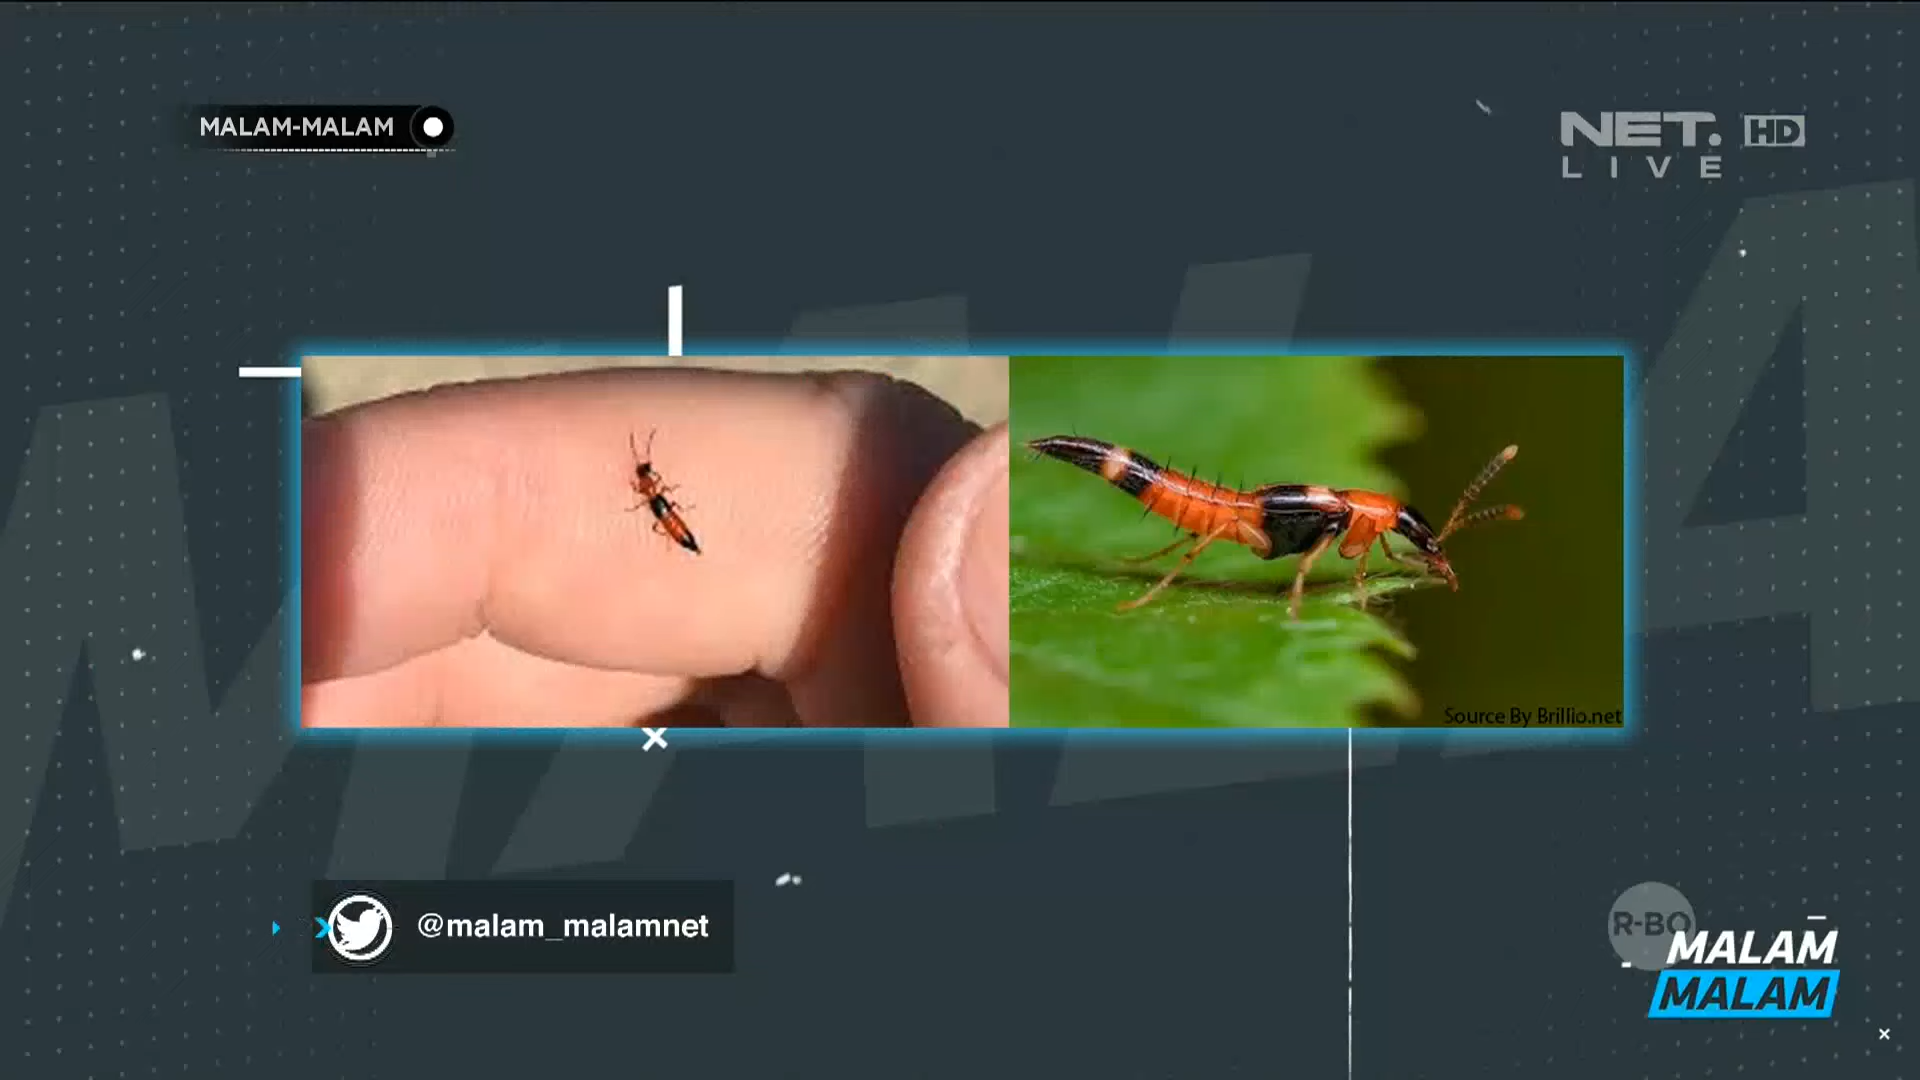 MALAM-MALAM
NET. HD
LIVE
Source By Brillio.net
@malam_malamnet
R-BO
MALAM
MALAM